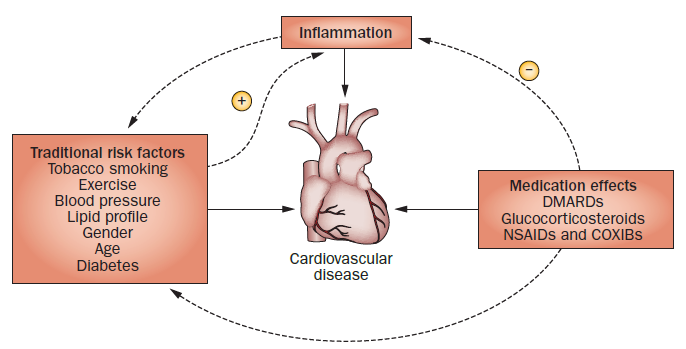 Inflammation
+
−
Traditional risk factors
Tobacco smoking
Exercise
Blood pressure
Lipid profile
Gender
Age
Diabetes
Medication effects
DMARDs
Glucocorticosteroids
NSAIDs and COXIBs
Cardiovascular
disease